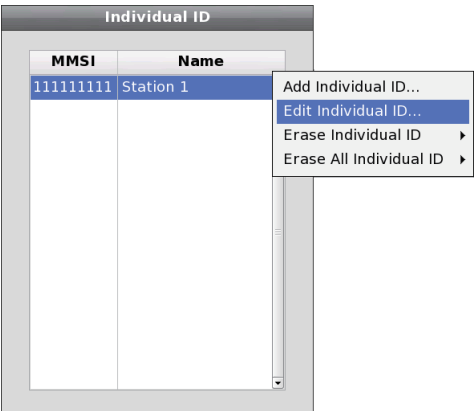 Individual ID
MMSI Name
111111111 Station 1
Add Individual ID...
Edit Individual ID...
Erase Individual ID
Erase All Individual ID